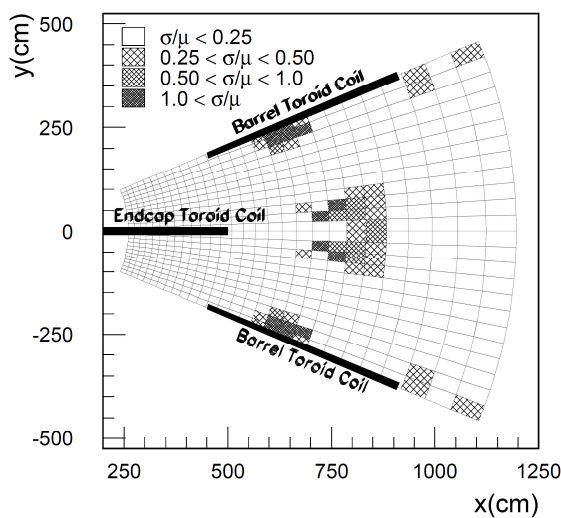 500
y(cm)
σ/μ < 0.25
0.25 < σ/μ < 0.50
0.50 < σ/μ < 1.0
1.0 < σ/μ
Barrel Toroid Coil
250
Endcap Toroid Coil
0
-250
Barrel Toroid Coil
-500
250 500 750 1000 1250
x(cm)